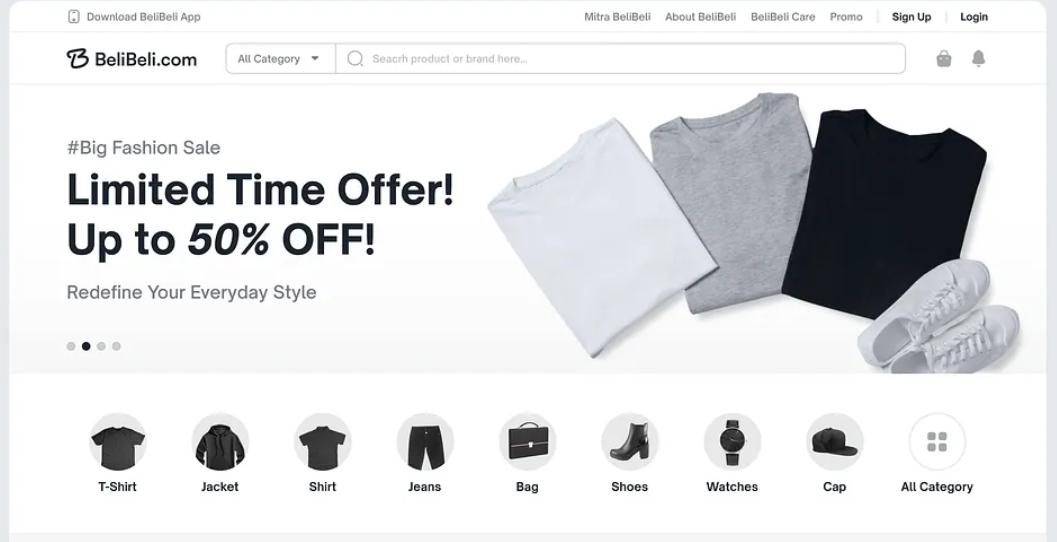 Download BeliBeli App
Mitra BeliBeli About BeliBeli BeliBeli Care Promo Sign Up Login
BeliBeli.com
All Category
Seacrh product or brand here...
#Big Fashion Sale
Limited Time Offer!
Up to 50% OFF!
Redefine Your Everyday Style
T-Shirt Jacket Shirt Jeans Bag Shoes Watches Cap All Category